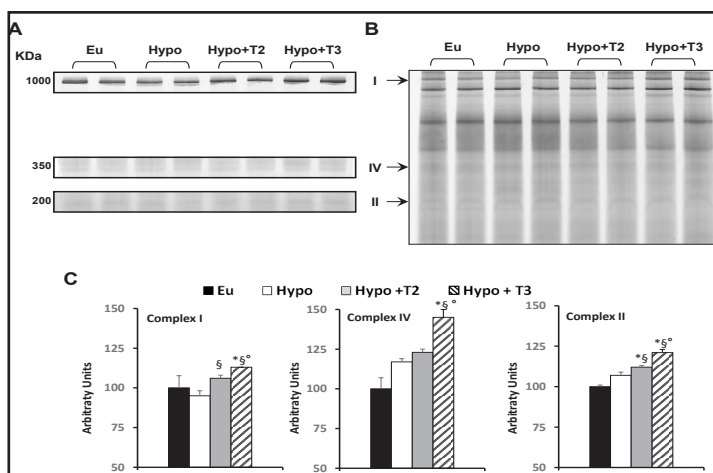 A
Eu Hypo Hypo+T2 Hypo+T3
KDa
1000
350
200
B
Eu Hypo Hypo+T2 Hypo+T3
I
IV
II
C
Eu Hypo Hypo +T2 Hypo + T3
Complex I
Arbitraty Units
150
125
100
75
50
§
*§°
Complex IV
Arbitraty Units
150
125
100
75
50
*§°
Complex II
Arbitraty Units
150
125
100
75
50
*§
*§°